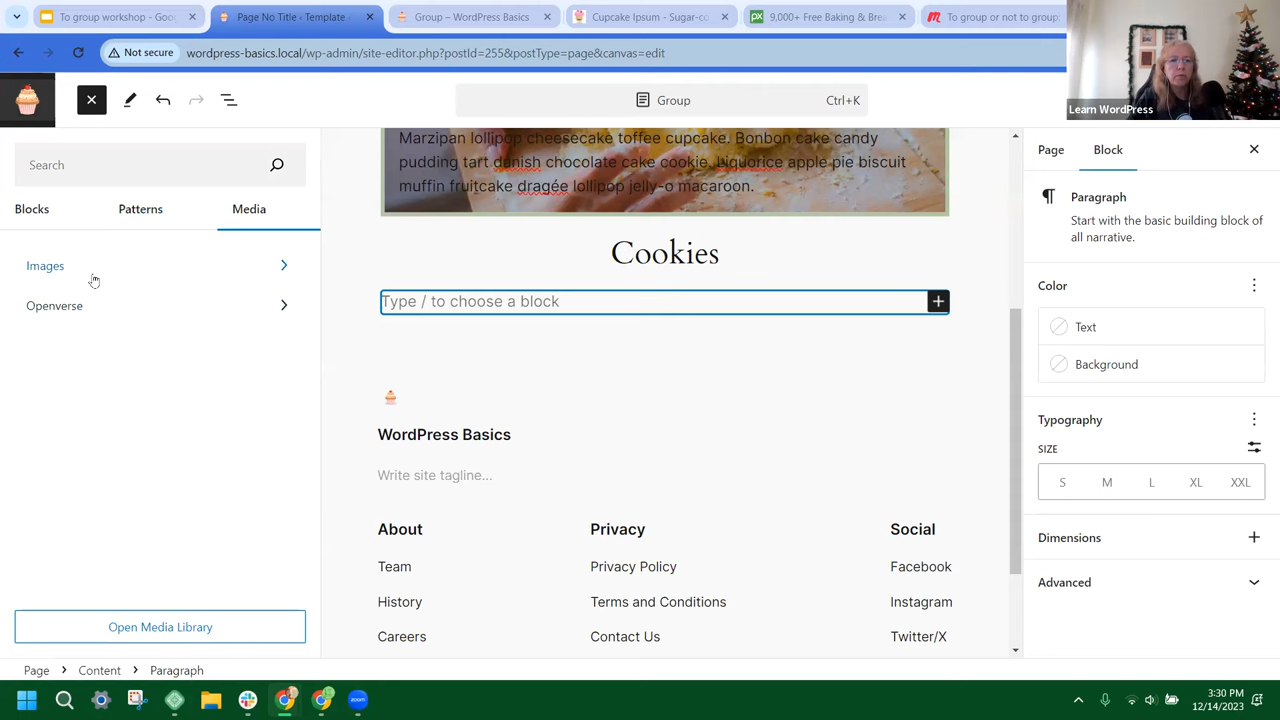 To group workshop - Goo
Page No Title - Template
Group – WordPress Basics
Cupcake Ipsum - Sugar-co
9,000+ Free Baking & Brea
To group or not to group:
Not secure
wordpress-basics.local/wp-admin/site-editor.php?postId=255&postType=page&canvas=edit
Learn WordPress
Group
Ctrl+K
Search
Blocks
Patterns
Media
Images
Openverse
Open Media Library
Marzipan lollipop cheesecake toffee cupcake. Bonbon cake candy
pudding tart danish chocolate cake cookie. Liquorice apple pie biscuit
muffin fruitcake dragée lollipop jelly-o macaroon.
Cookies
Type / to choose a block
WordPress Basics
Write site tagline...
About
Team
History
Careers
Privacy
Privacy Policy
Terms and Conditions
Contact Us
Social
Facebook
Instagram
Twitter/X
Page
Block
Paragraph
Start with the basic building block of
all narrative.
Color
Text
Background
Typography
SIZE
S M L XL XXL
Dimensions
Advanced
Page > Content > Paragraph
zoom
3:30 PM
12/14/2023